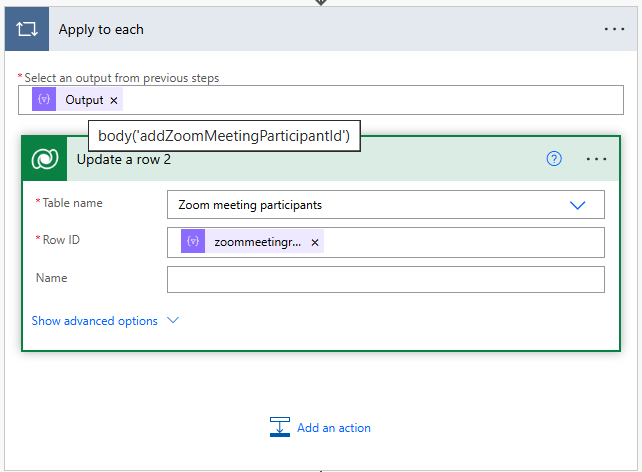 Apply to each
* Select an output from previous steps
Output ×
body('addZoomMeetingParticipantId')
Update a row 2
* Table name
Zoom meeting participants
* Row ID
zoommeetingr... ×
Name
Show advanced options
Add an action